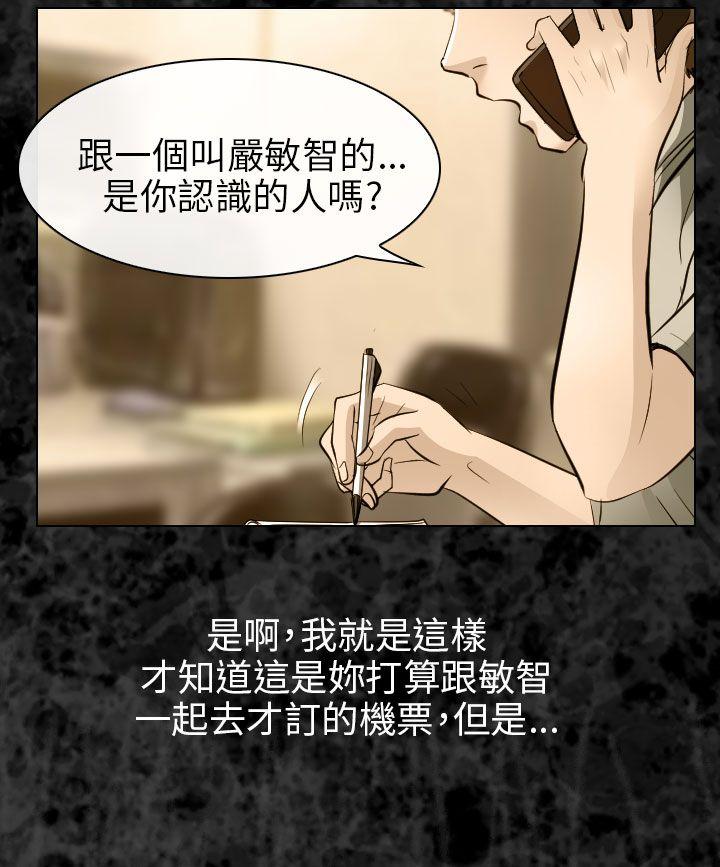 跟一個叫嚴敏智的...
是你認識的人嗎?
是啊,我就是這樣
才知道這是妳打算跟敏智
一起去才訂的機票,但是...